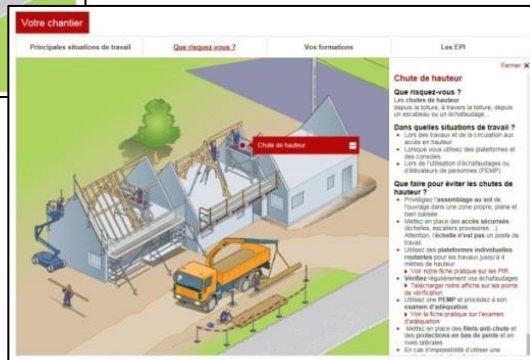 Votre chantier
Principales situations de travail
Que risquez-vous ?
Vos formations
Les EPI
Fermer X
Chute de hauteur
Chute de hauteur
Que risquez-vous ?
Les chutes de hauteur
depuis la toiture, à travers la toiture, depuis
un escabeau ou un échafaudage...
Dans quelles situations de travail ?
• Lors des travaux et de la circulation aux
accès en hauteur
• Lorsque vous utilisez des plateformes et
des consoles
• Lors de l'utilisation d'échafaudages ou
d'élévateurs de personnes (PEMP)
Que faire pour éviter les chutes de
hauteur ?
• Privilégiez l'assemblage au sol de
l'ouvrage dans une zone propre, plane et
bien balisée
• Mettez en place des accès sécurisés
(échelles, escaliers provisoires...).
Attention, l'échelle n'est pas un poste de
travail.
• Utilisez des plateformes individuelles
roulantes pour les travaux jusqu'à 4
mètres de hauteur
Voir notre fiche pratique sur les PIR
• Vérifiez régulièrement vos échafaudages
Télécharger notre affiche sur les points
de vérification
• Utilisez une PEMP et procédez à son
examen d'adéquation
Voir la fiche pratique sur l'examen
d'adéquation
• Mettez en place des filets anti-chute et
des protections en bas de pente et en
rives latérales
• En cas d'impossibilité d'utiliser une